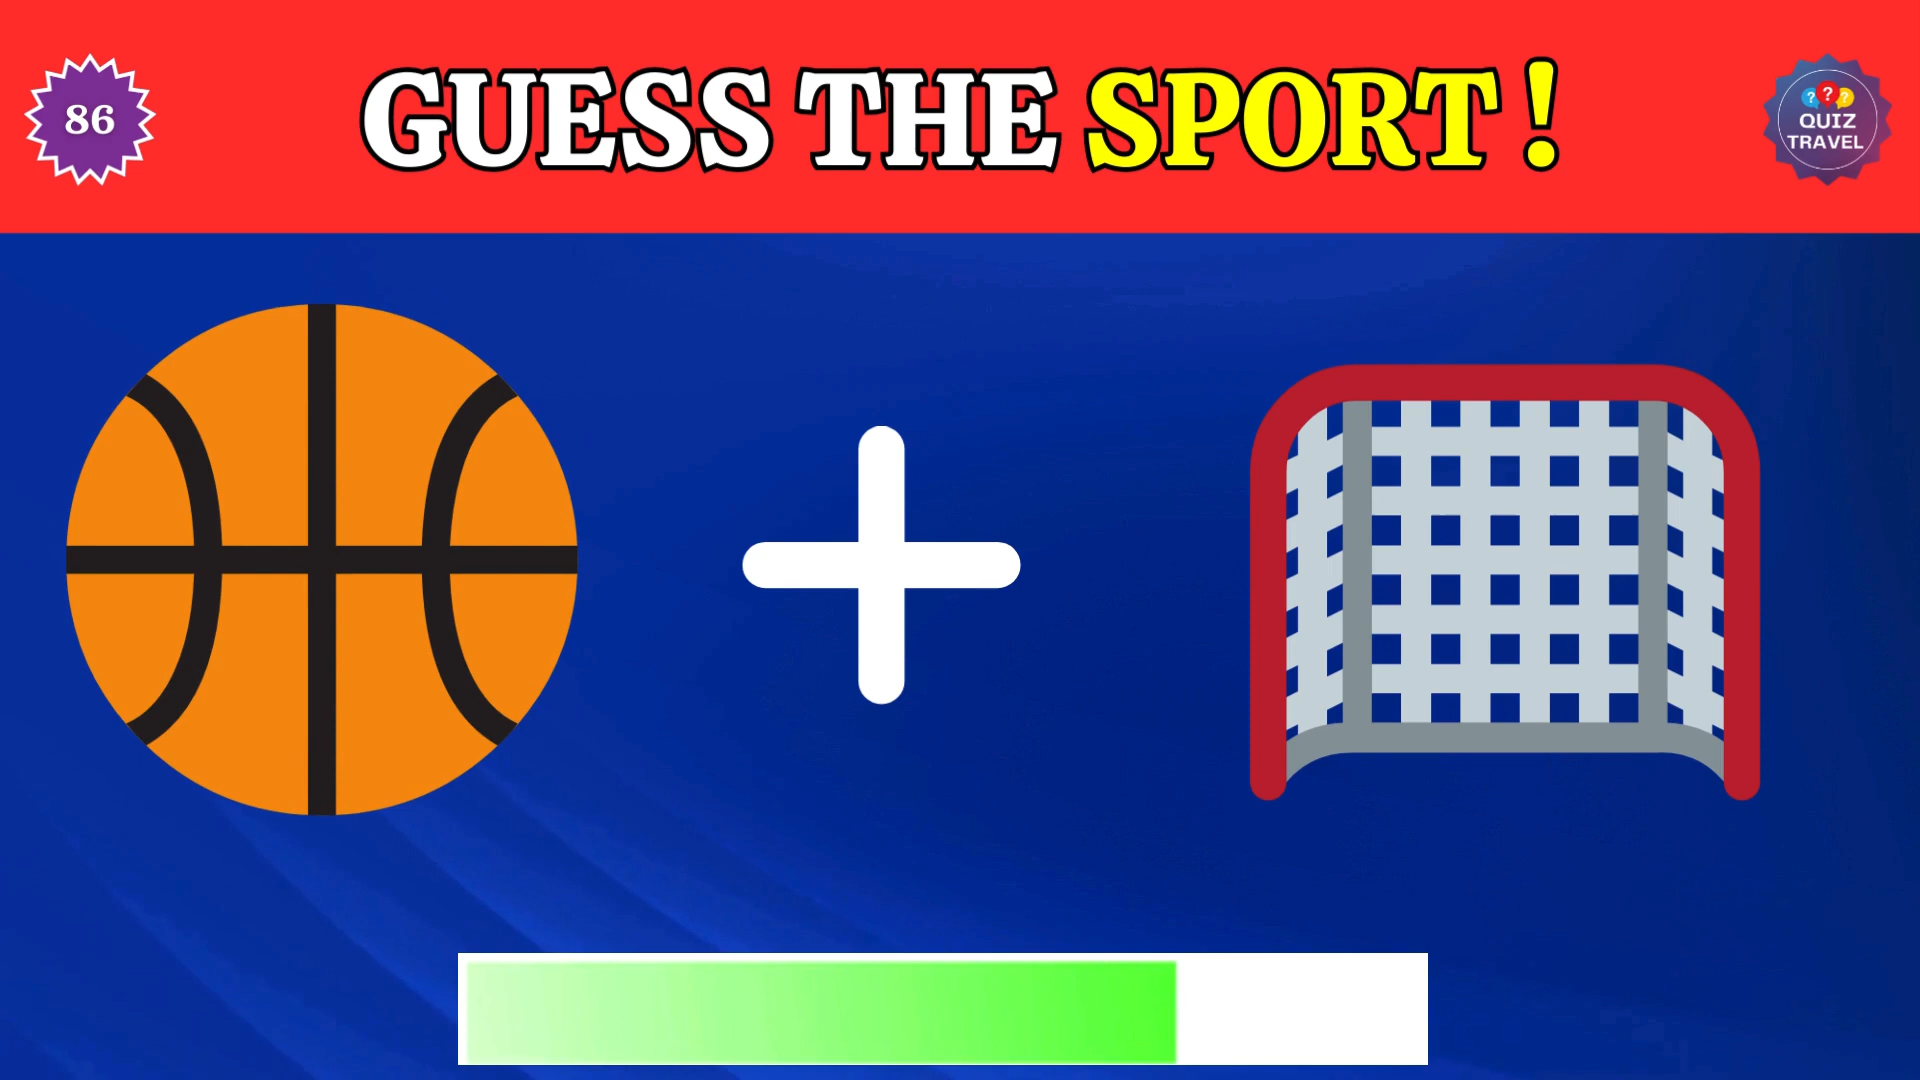 86
GUESS THE SPORT !
? ? ?
QUIZ
TRAVEL